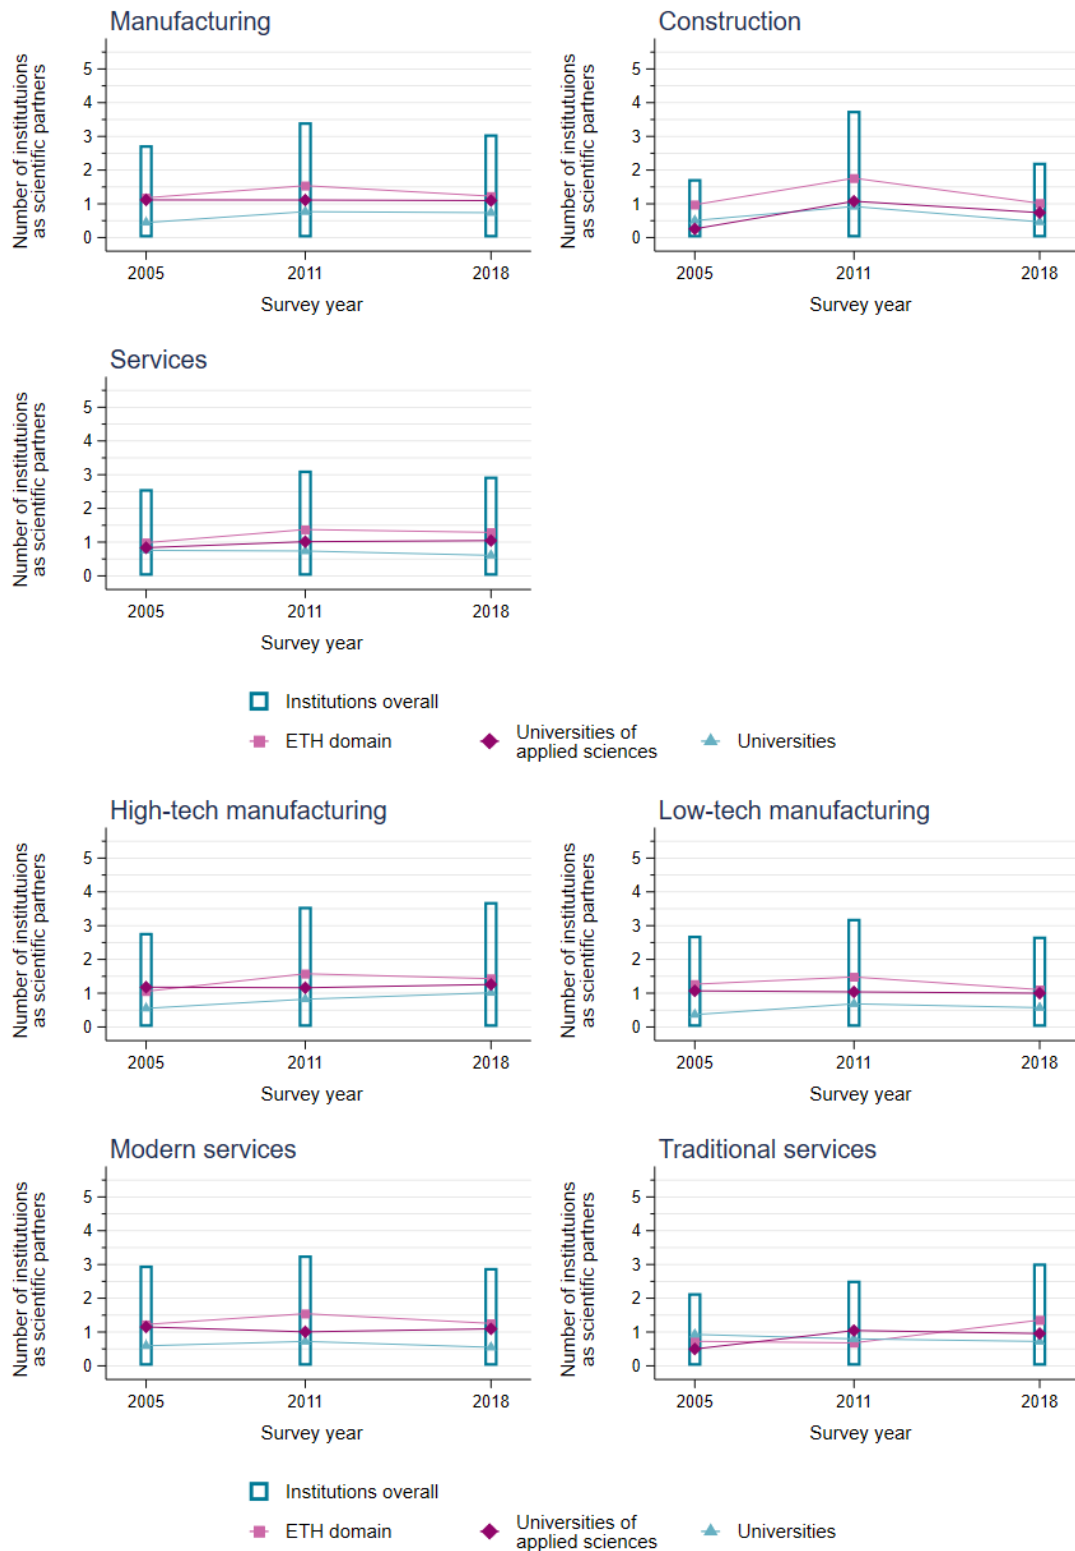 Manufacturing
Number of institutuions
as scientific partners
5
4
3
2
1
0
2005 2011 2018
Survey year
Construction
Number of institutuions
as scientific partners
5
4
3
2
1
0
2005 2011 2018
Survey year
Services
Number of institutuions
as scientific partners
5
4
3
2
1
0
2005 2011 2018
Survey year
Institutions overall
ETH domain
Universities of
applied sciences
Universities
High-tech manufacturing
Number of institutuions
as scientific partners
5
4
3
2
1
0
2005 2011 2018
Survey year
Low-tech manufacturing
Number of institutuions
as scientific partners
5
4
3
2
1
0
2005 2011 2018
Survey year
Modern services
Number of institutuions
as scientific partners
5
4
3
2
1
0
2005 2011 2018
Survey year
Traditional services
Number of institutuions
as scientific partners
5
4
3
2
1
0
2005 2011 2018
Survey year
Institutions overall
ETH domain
Universities of
applied sciences
Universities